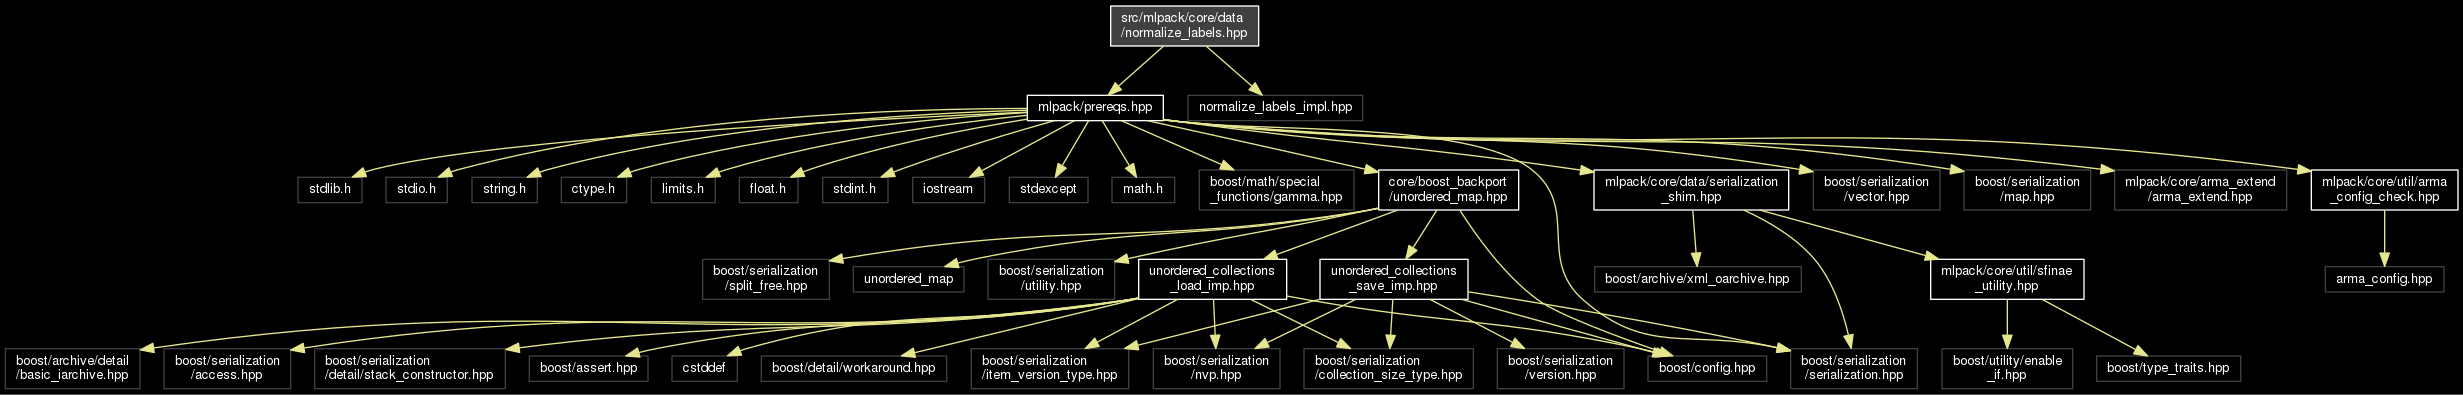 src/mlpack/core/data
/normalize_labels.hpp
mlpack/prereqs.hpp
normalize_labels_impl.hpp
stdlib.h
stdio.h
string.h
ctype.h
limits.h
float.h
stdint.h
iostream
stdexcept
math.h
boost/math/special
_functions/gamma.hpp
core/boost_backport
/unordered_map.hpp
mlpack/core/data/serialization
_shim.hpp
boost/serialization
/vector.hpp
boost/serialization
/map.hpp
mlpack/core/arma_extend
/arma_extend.hpp
mlpack/core/util/arma
_config_check.hpp
boost/serialization
/split_free.hpp
unordered_map
boost/serialization
/utility.hpp
unordered_collections
_load_imp.hpp
unordered_collections
_save_imp.hpp
boost/archive/xml_oarchive.hpp
mlpack/core/util/sfinae
_utility.hpp
arma_config.hpp
boost/archive/detail
/basic_iarchive.hpp
boost/serialization
/access.hpp
boost/serialization
/detail/stack_constructor.hpp
boost/assert.hpp
cstddef
boost/detail/workaround.hpp
boost/serialization
/item_version_type.hpp
boost/serialization
/nvp.hpp
boost/serialization
/collection_size_type.hpp
boost/serialization
/version.hpp
boost/config.hpp
boost/serialization
/serialization.hpp
boost/utility/enable
_if.hpp
boost/type_traits.hpp